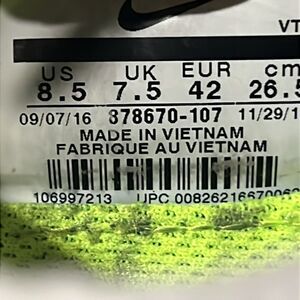 VT
US UK EUR cm
8.5 7.5 42 26.5
09/07/16 378670-107 11/29/1
MADE IN VIETNAM
FABRIQUE AU VIETNAM
106997213 UPC 0082621667006